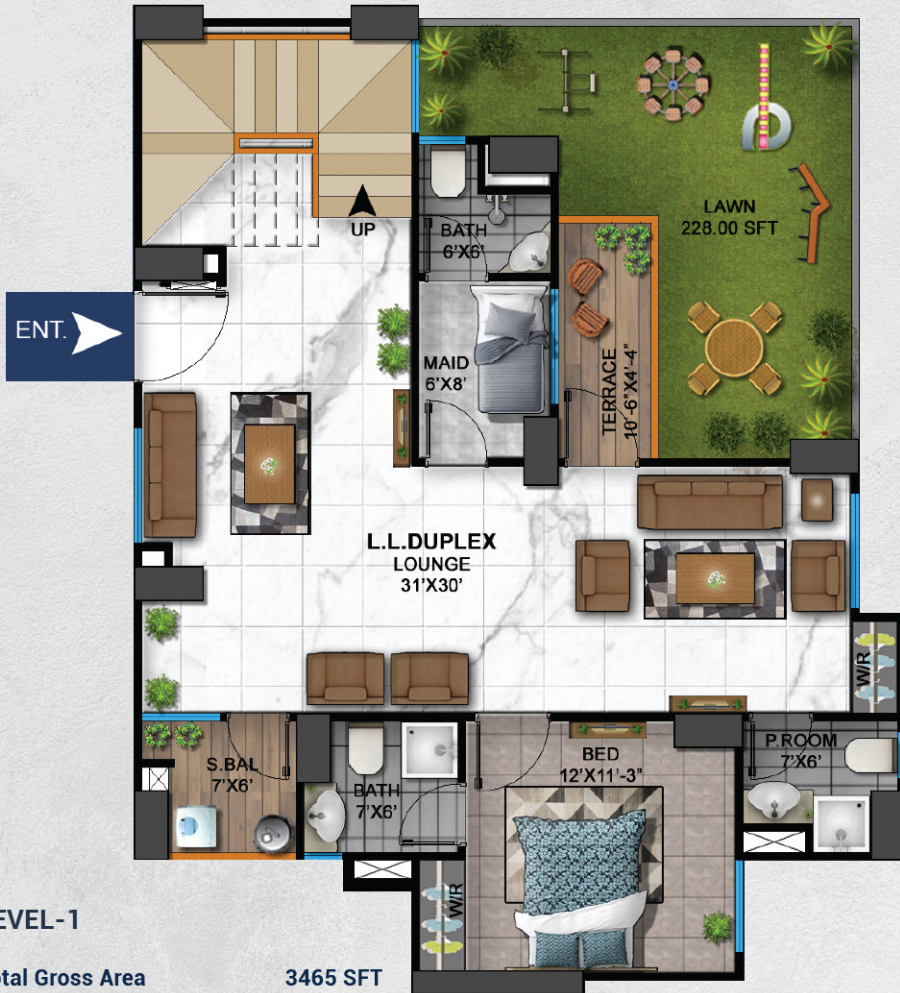 LAWN
228.00 SFT
UP
BATH
6'X6'
ENT.
MAID
6'X8'
TERRACE
10'-6"X4'-4"
L.L.DUPLEX
LOUNGE
31'X30'
W/R
S.BAL
7'X6'
BATH
7'X6'
BED
12'X11'-3"
P.ROOM
7'X6'
W/R
EVEL-1
otal Gross Area 3465 SFT